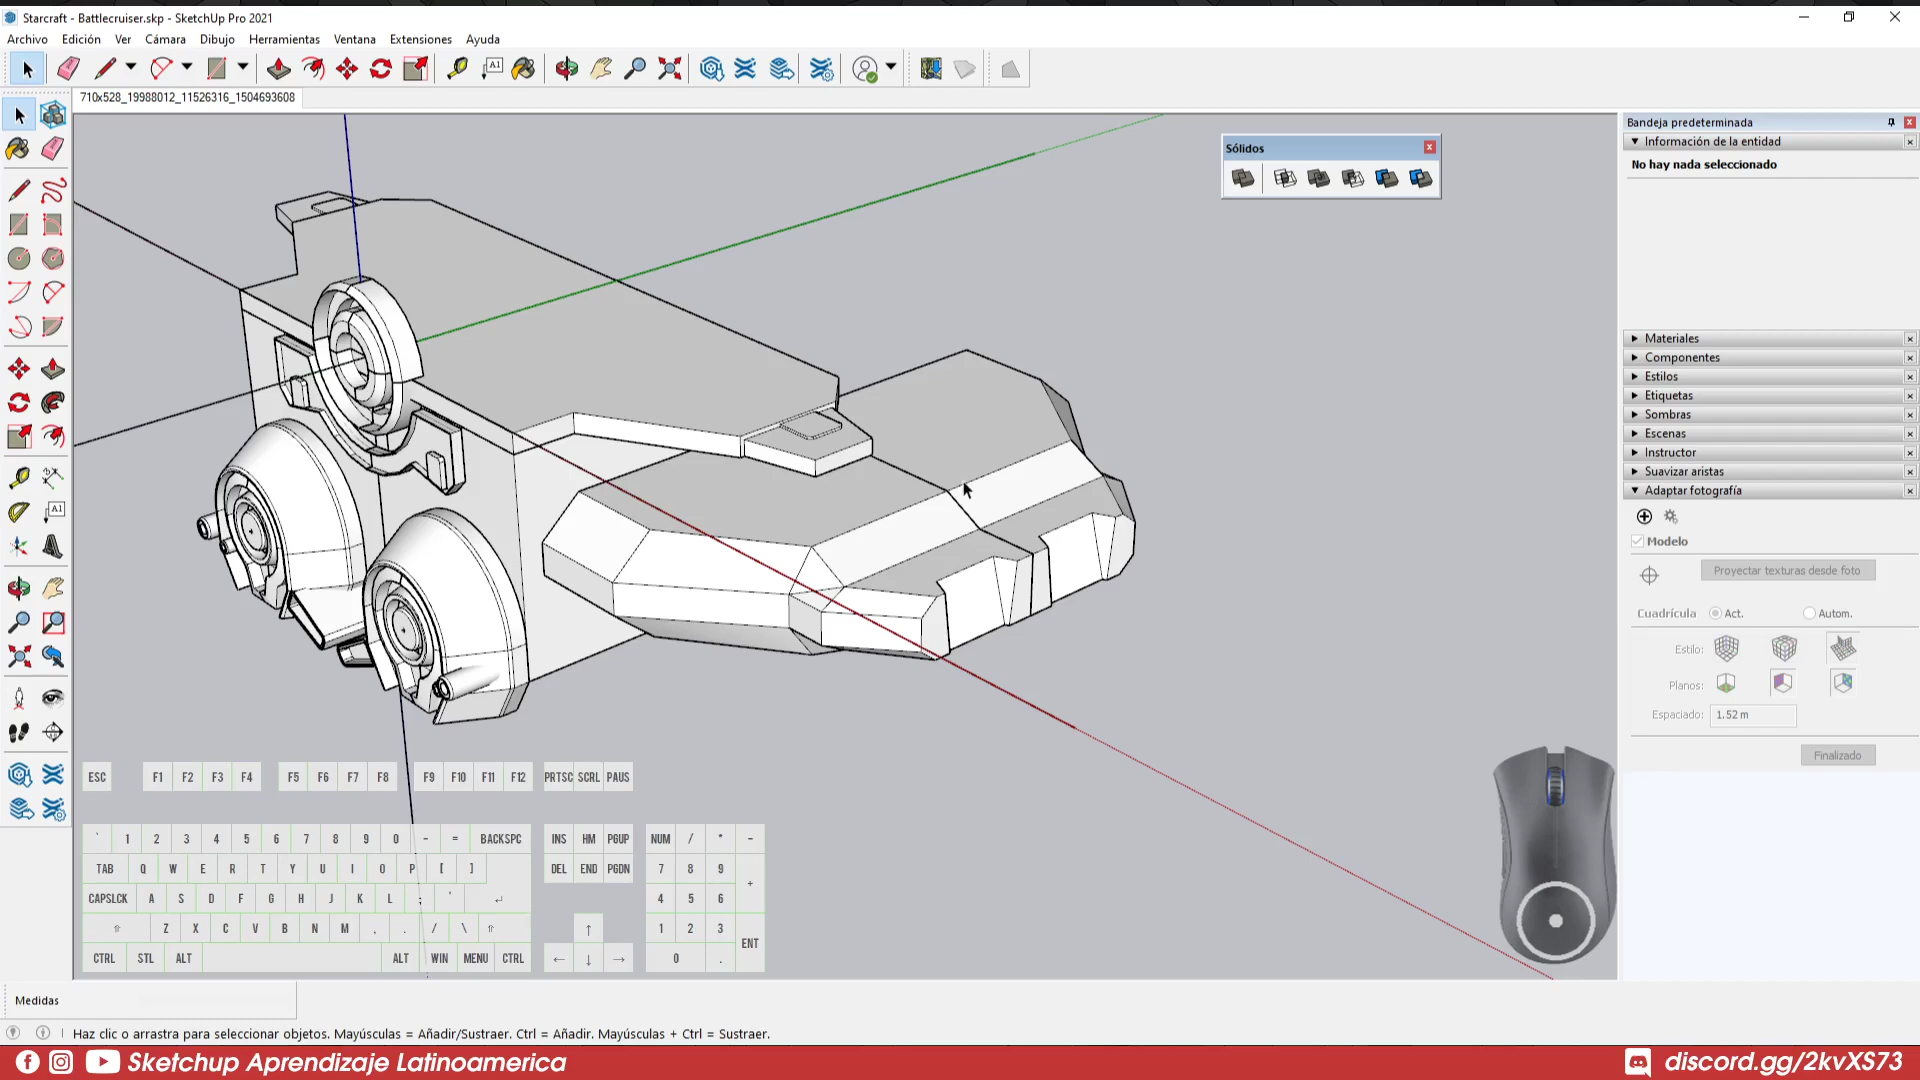 Starcraft - Battlecruiser.skp - SketchUp Pro 2021
Archivo Edición Ver Cámara Dibujo Herramientas Ventana Extensiones Ayuda
710x528_19988012_11526316_1504693608
Bandeja predeterminada
Información de la entidad
No hay nada seleccionado
Sólidos
Materiales
Componentes
Estilos
Etiquetas
Sombras
Escenas
Instructor
Suavizar aristas
Adaptar fotografía
Modelo
Proyectar texturas desde foto
Cuadrícula Act. Autom.
Estilo:
Planos:
Espaciado: 1.52 m
Finalizado
ESC F1 F2 F3 F4 F5 F6 F7 F8 F9 F10 F11 F12 PRTSC SCRL PAUS
` 1 2 3 4 5 6 7 8 9 0 - = BACKSPC INS HM PGUP NUM / * -
TAB Q W E R T Y U I O P [ ] DEL END PGDN 7 8 9 +
CAPSLCK A S D F G H J K L ; ' ↵ 4 5 6
⇧ Z X C V B N M , . / \ ⇧ ↑ 1 2 3 ENT
CTRL STL ALT ALT WIN MENU CTRL ← ↓ → 0 .
Medidas
Haz clic o arrastra para seleccionar objetos. Mayúsculas = Añadir/Sustraer. Ctrl = Añadir. Mayúsculas + Ctrl = Sustraer.
Sketchup Aprendizaje Latinoamerica
discord.gg/2kvXS73